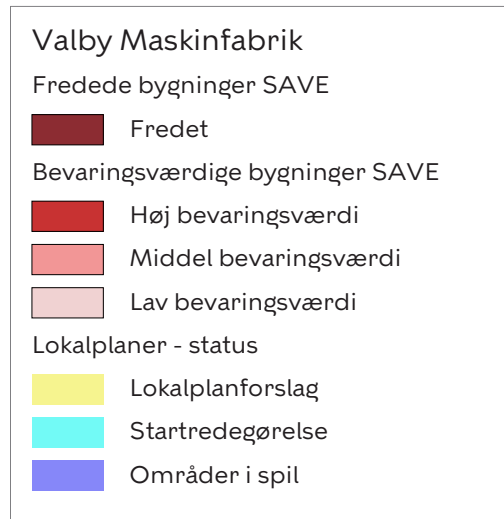 Valby Maskinfabrik
Fredede bygninger SAVE
Fredet
Bevaringsværdige bygninger SAVE
Høj bevaringsværdi
Middel bevaringsværdi
Lav bevaringsværdi
Lokalplaner - status
Lokalplanforslag
Startredegørelse
Områder i spil